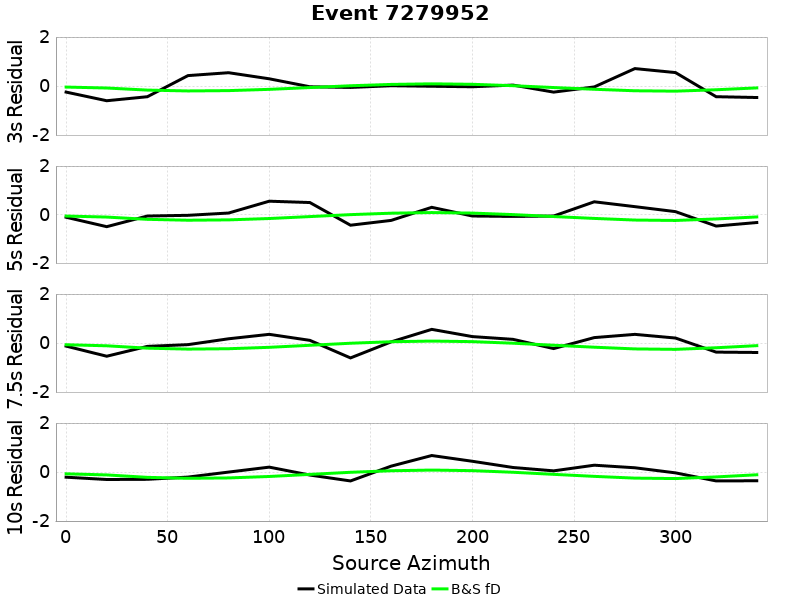 Event 7279952
3s Residual
2
0
-2
5s Residual
2
0
-2
7.5s Residual
2
0
-2
10s Residual
2
0
-2
0 50 100 150 200 250 300
Source Azimuth
Simulated Data B&S fD